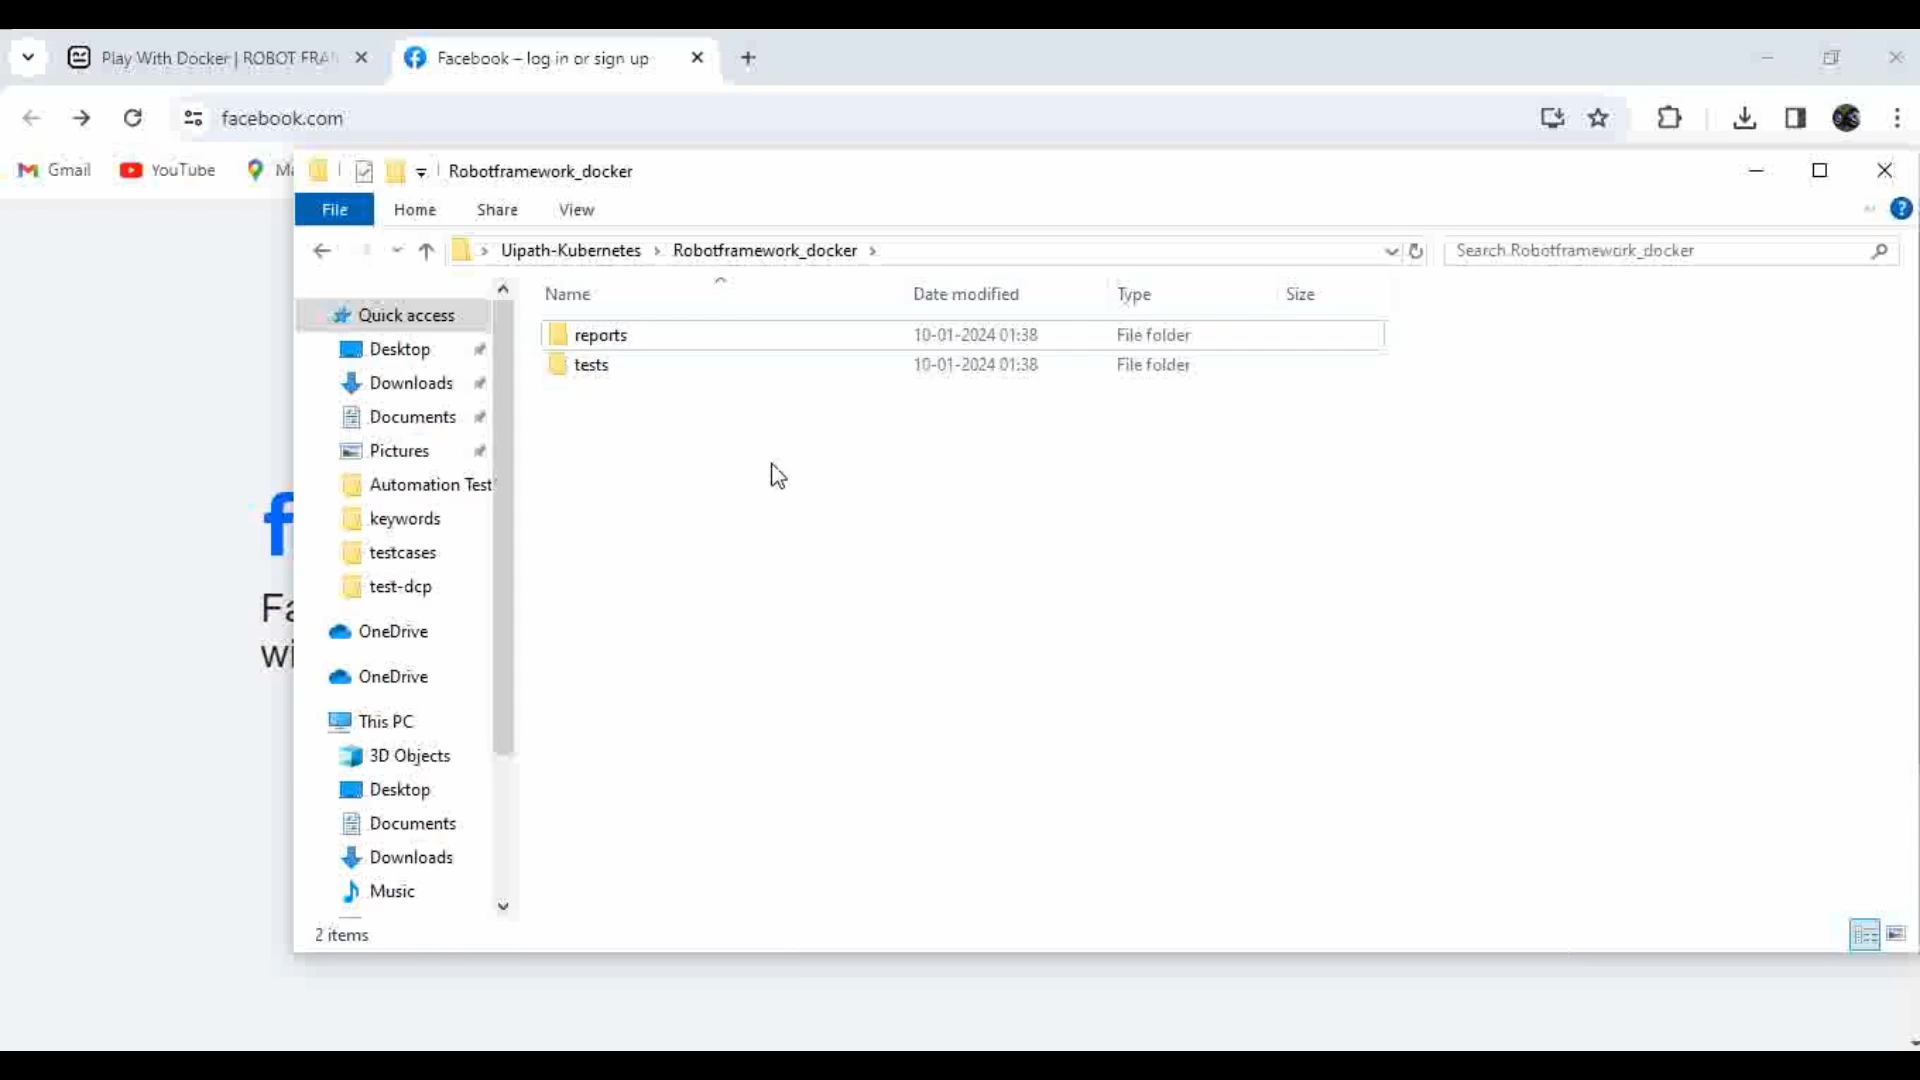 Play With Docker | ROBOT FRA
Facebook – log in or sign up
facebook.com
Gmail
YouTube
Ma
Robotframework_docker
File
Home
Share
View
Uipath-Kubernetes
Robotframework_docker
Search Robotframework_docker
Name
Date modified
Type
Size
reports 10-01-2024 01:38 File folder
tests 10-01-2024 01:38 File folder
Quick access
Desktop
Downloads
Documents
Pictures
Automation Test
keywords
testcases
test-dcp
OneDrive
OneDrive
This PC
3D Objects
Desktop
Documents
Downloads
Music
2 items
f
Fa
wi